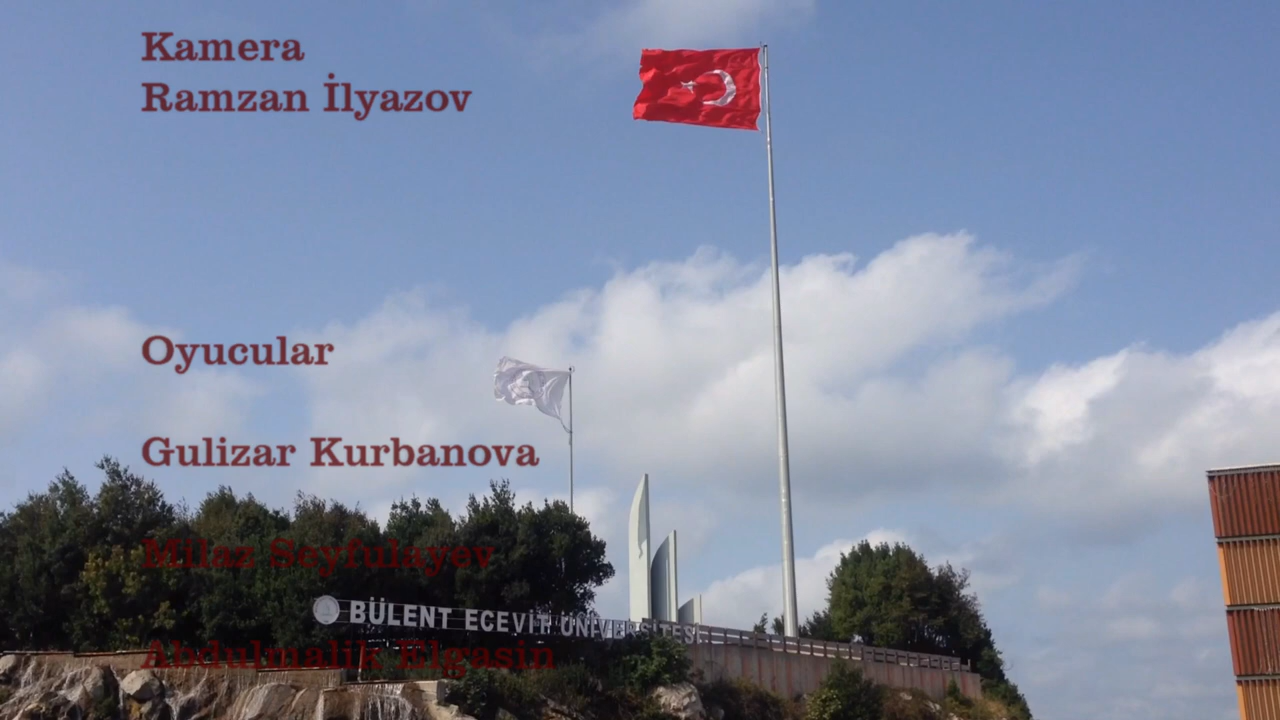 Kamera
Ramzan İlyazov
Oyucular
Gulizar Kurbanova
Milaz Seyfulayev
BÜLENT ECEVİT ÜNİVERSİTESİ
Abdulmalik Elgasin